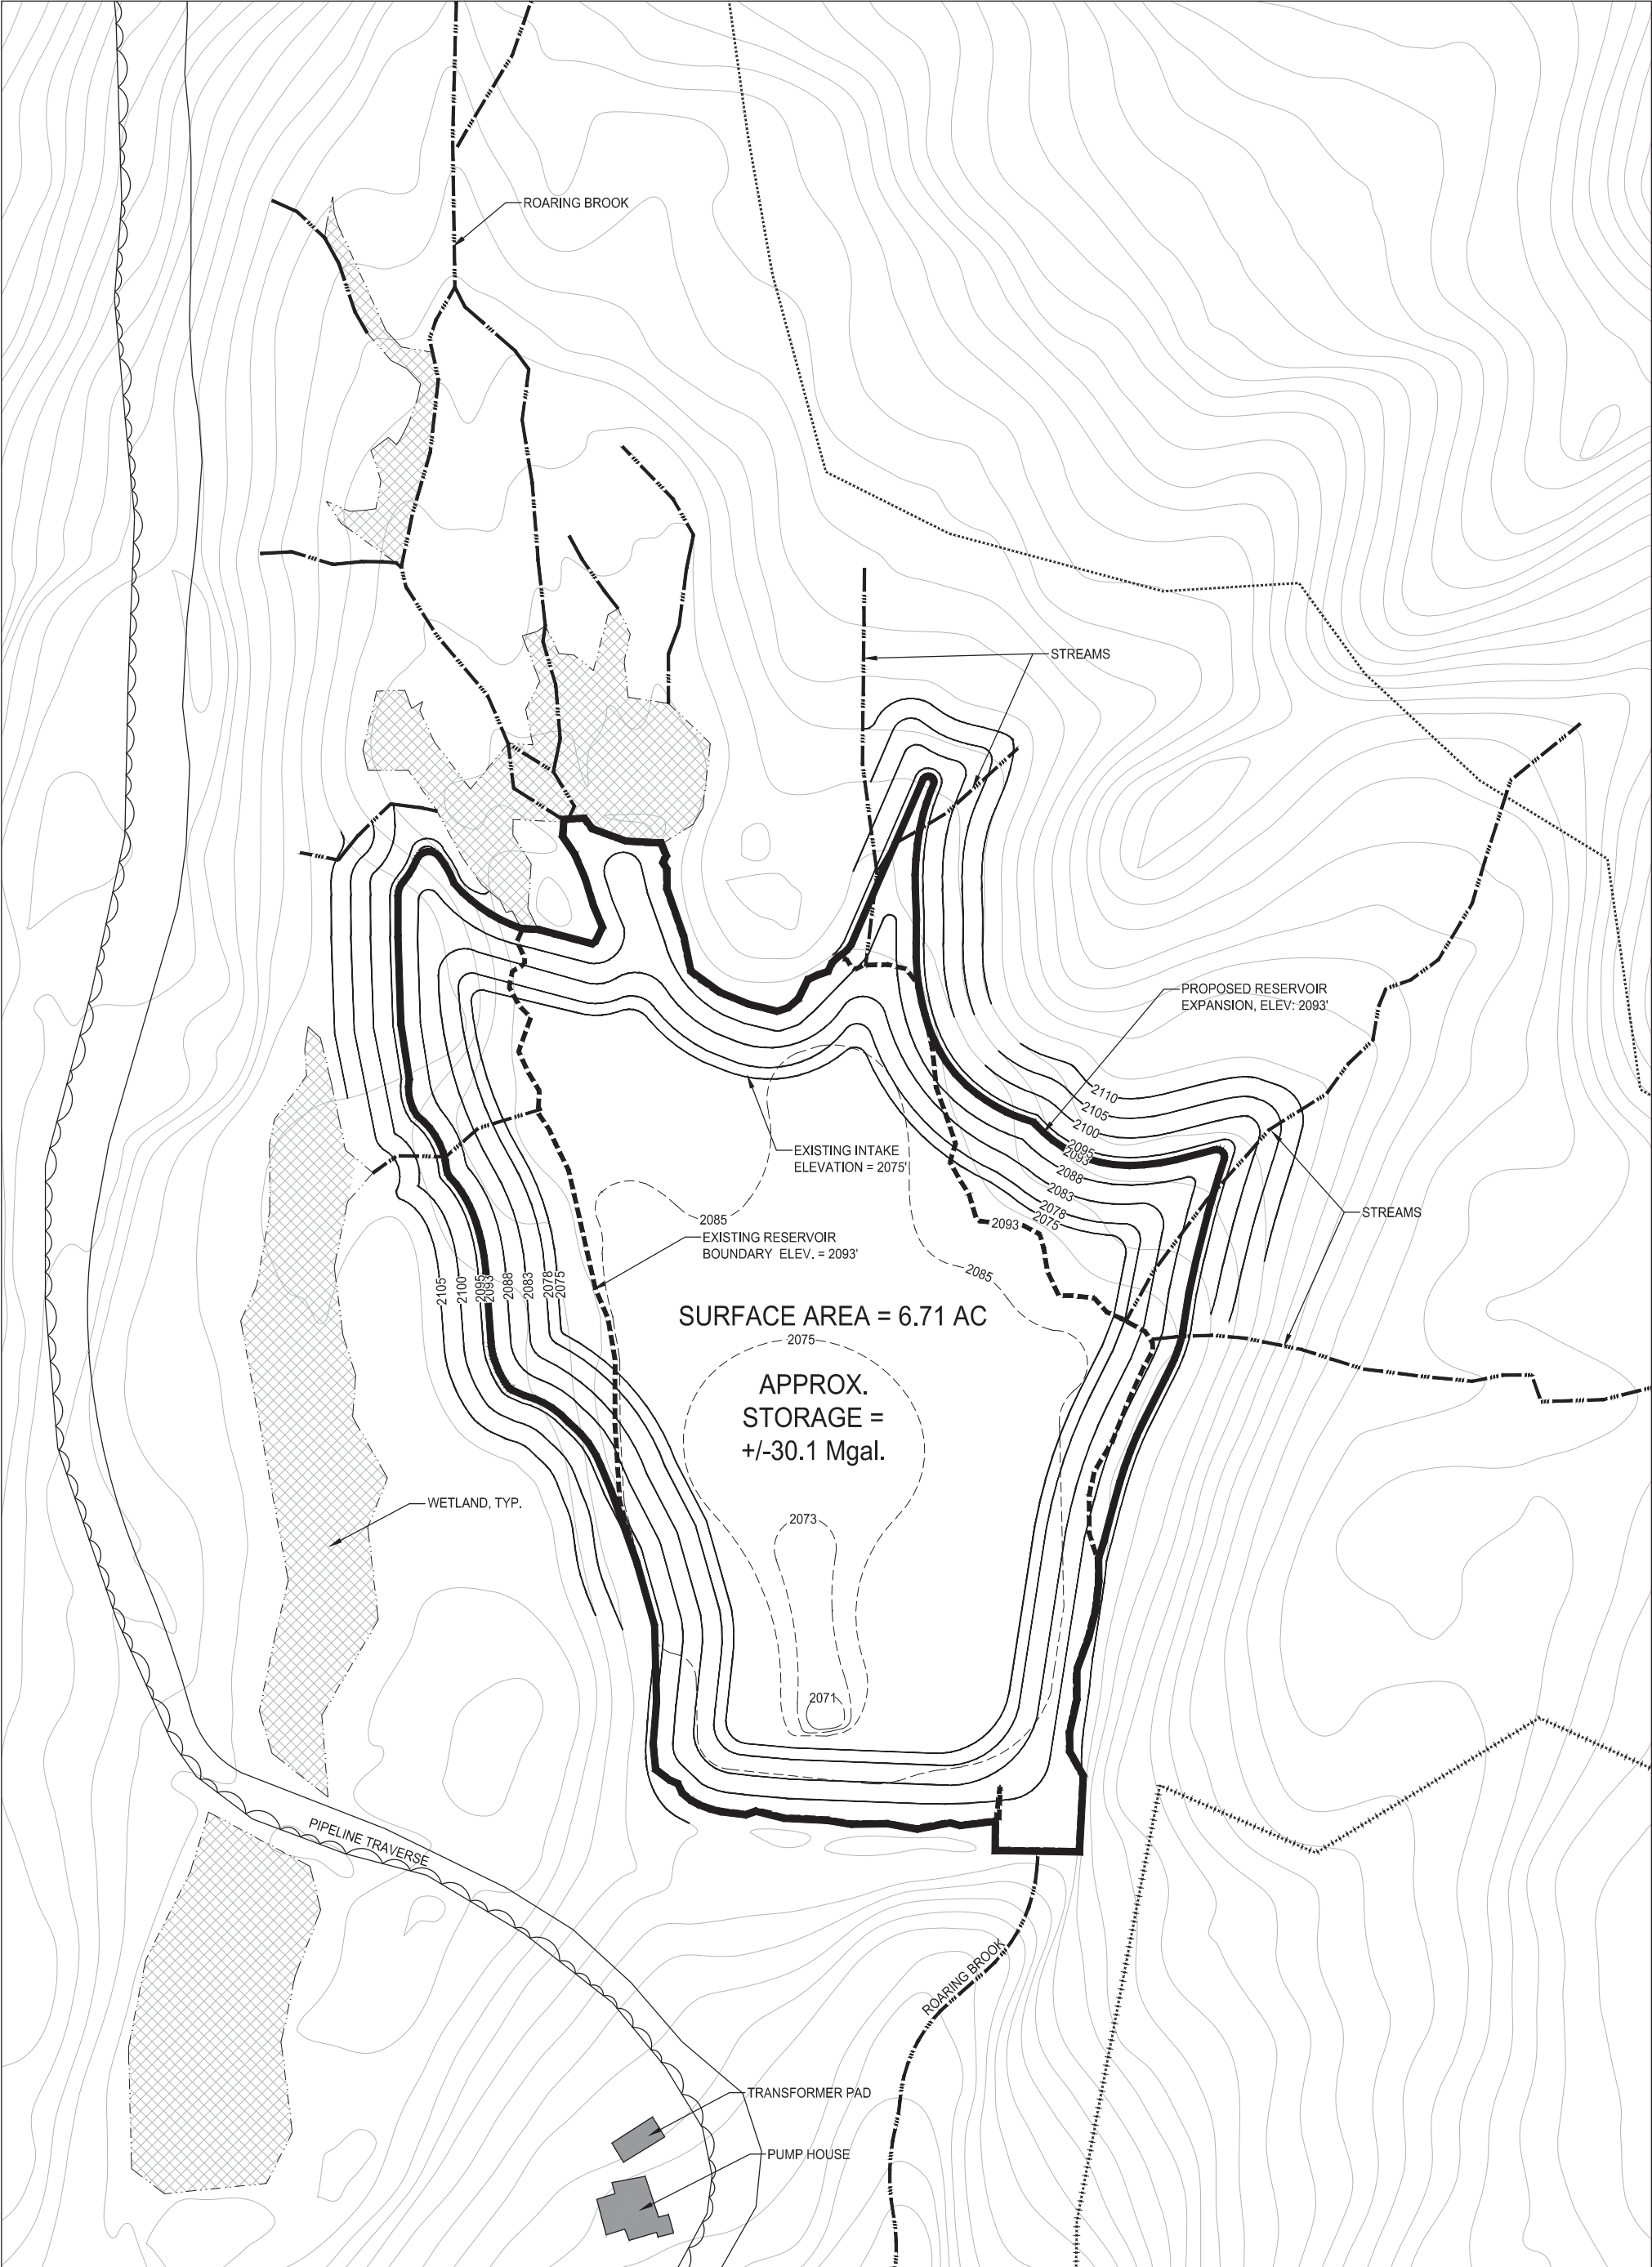 ROARING BROOK
STREAMS
PROPOSED RESERVOIR
EXPANSION, ELEV: 2093'
2110
2105
2100
2095
2093
2088
2083
2078
2075
EXISTING INTAKE
ELEVATION = 2075'
2085
2093
STREAMS
EXISTING RESERVOIR
BOUNDARY ELEV. = 2093'
2085
2105
2100
2095
2093
2088
2083
2078
2075
SURFACE AREA = 6.71 AC
2075
APPROX.
STORAGE =
+/-30.1 Mgal.
WETLAND, TYP.
2073
2071
PIPELINE TRAVERSE
ROARING BROOK
TRANSFORMER PAD
PUMP HOUSE